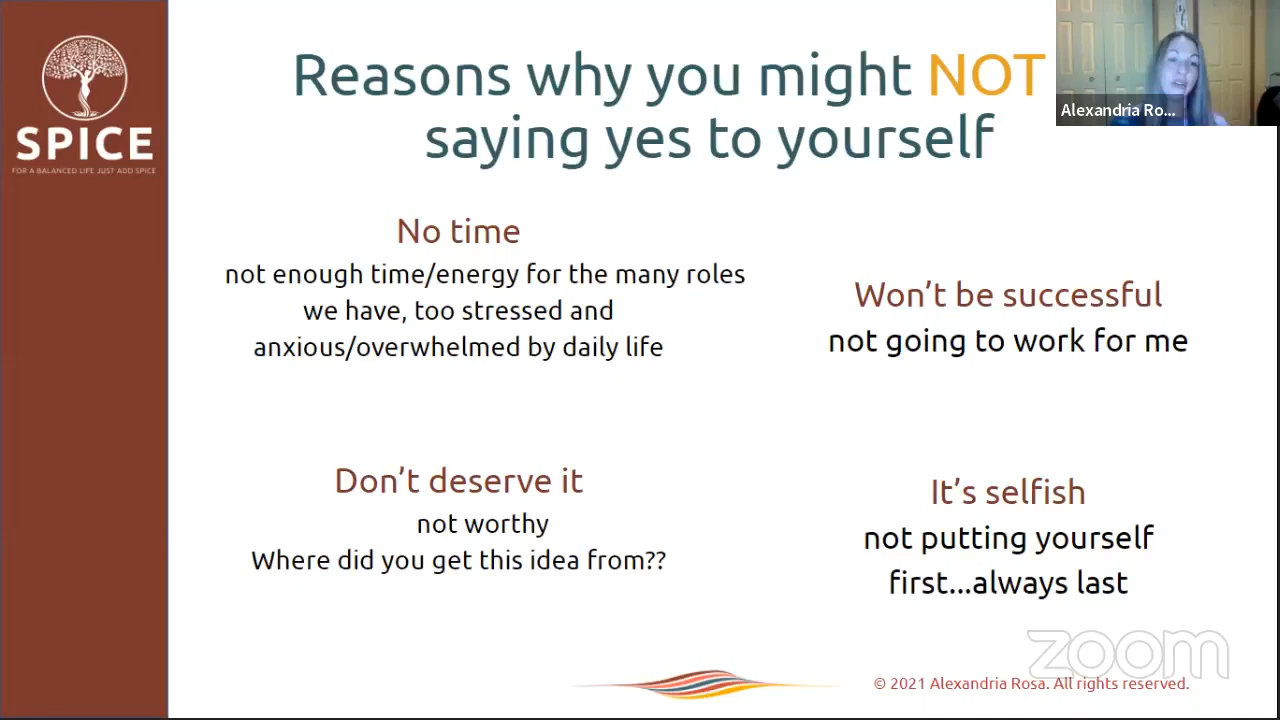 SPICE
FOR A BALANCED LIFE JUST ADD SPICE
Reasons why you might NOT
saying yes to yourself
Alexandria Ro...
No time
not enough time/energy for the many roles
we have, too stressed and
anxious/overwhelmed by daily life
Won't be successful
not going to work for me
Don't deserve it
not worthy
Where did you get this idea from??
It's selfish
not putting yourself
first...always last
zoom
© 2021 Alexandria Rosa. All rights reserved.